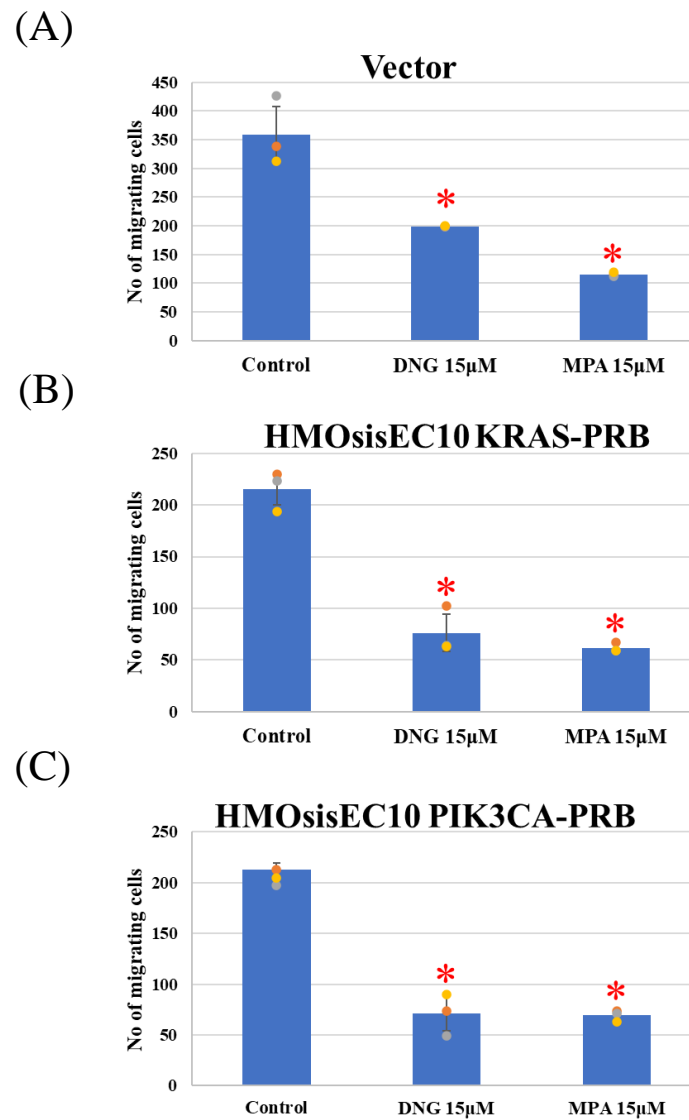 (A)
Vector
No of migrating cells
450
400
350
300
250
200
150
100
50
0
*
*
Control DNG 15µM MPA 15µM
(B)
HMOsisEC10 KRAS-PRB
No of migrating cells
250
200
150
100
50
0
*
*
Control DNG 15µM MPA 15µM
(C)
HMOsisEC10 PIK3CA-PRB
No of migrating cells
250
200
150
100
50
0
*
*
Control DNG 15µM MPA 15µM